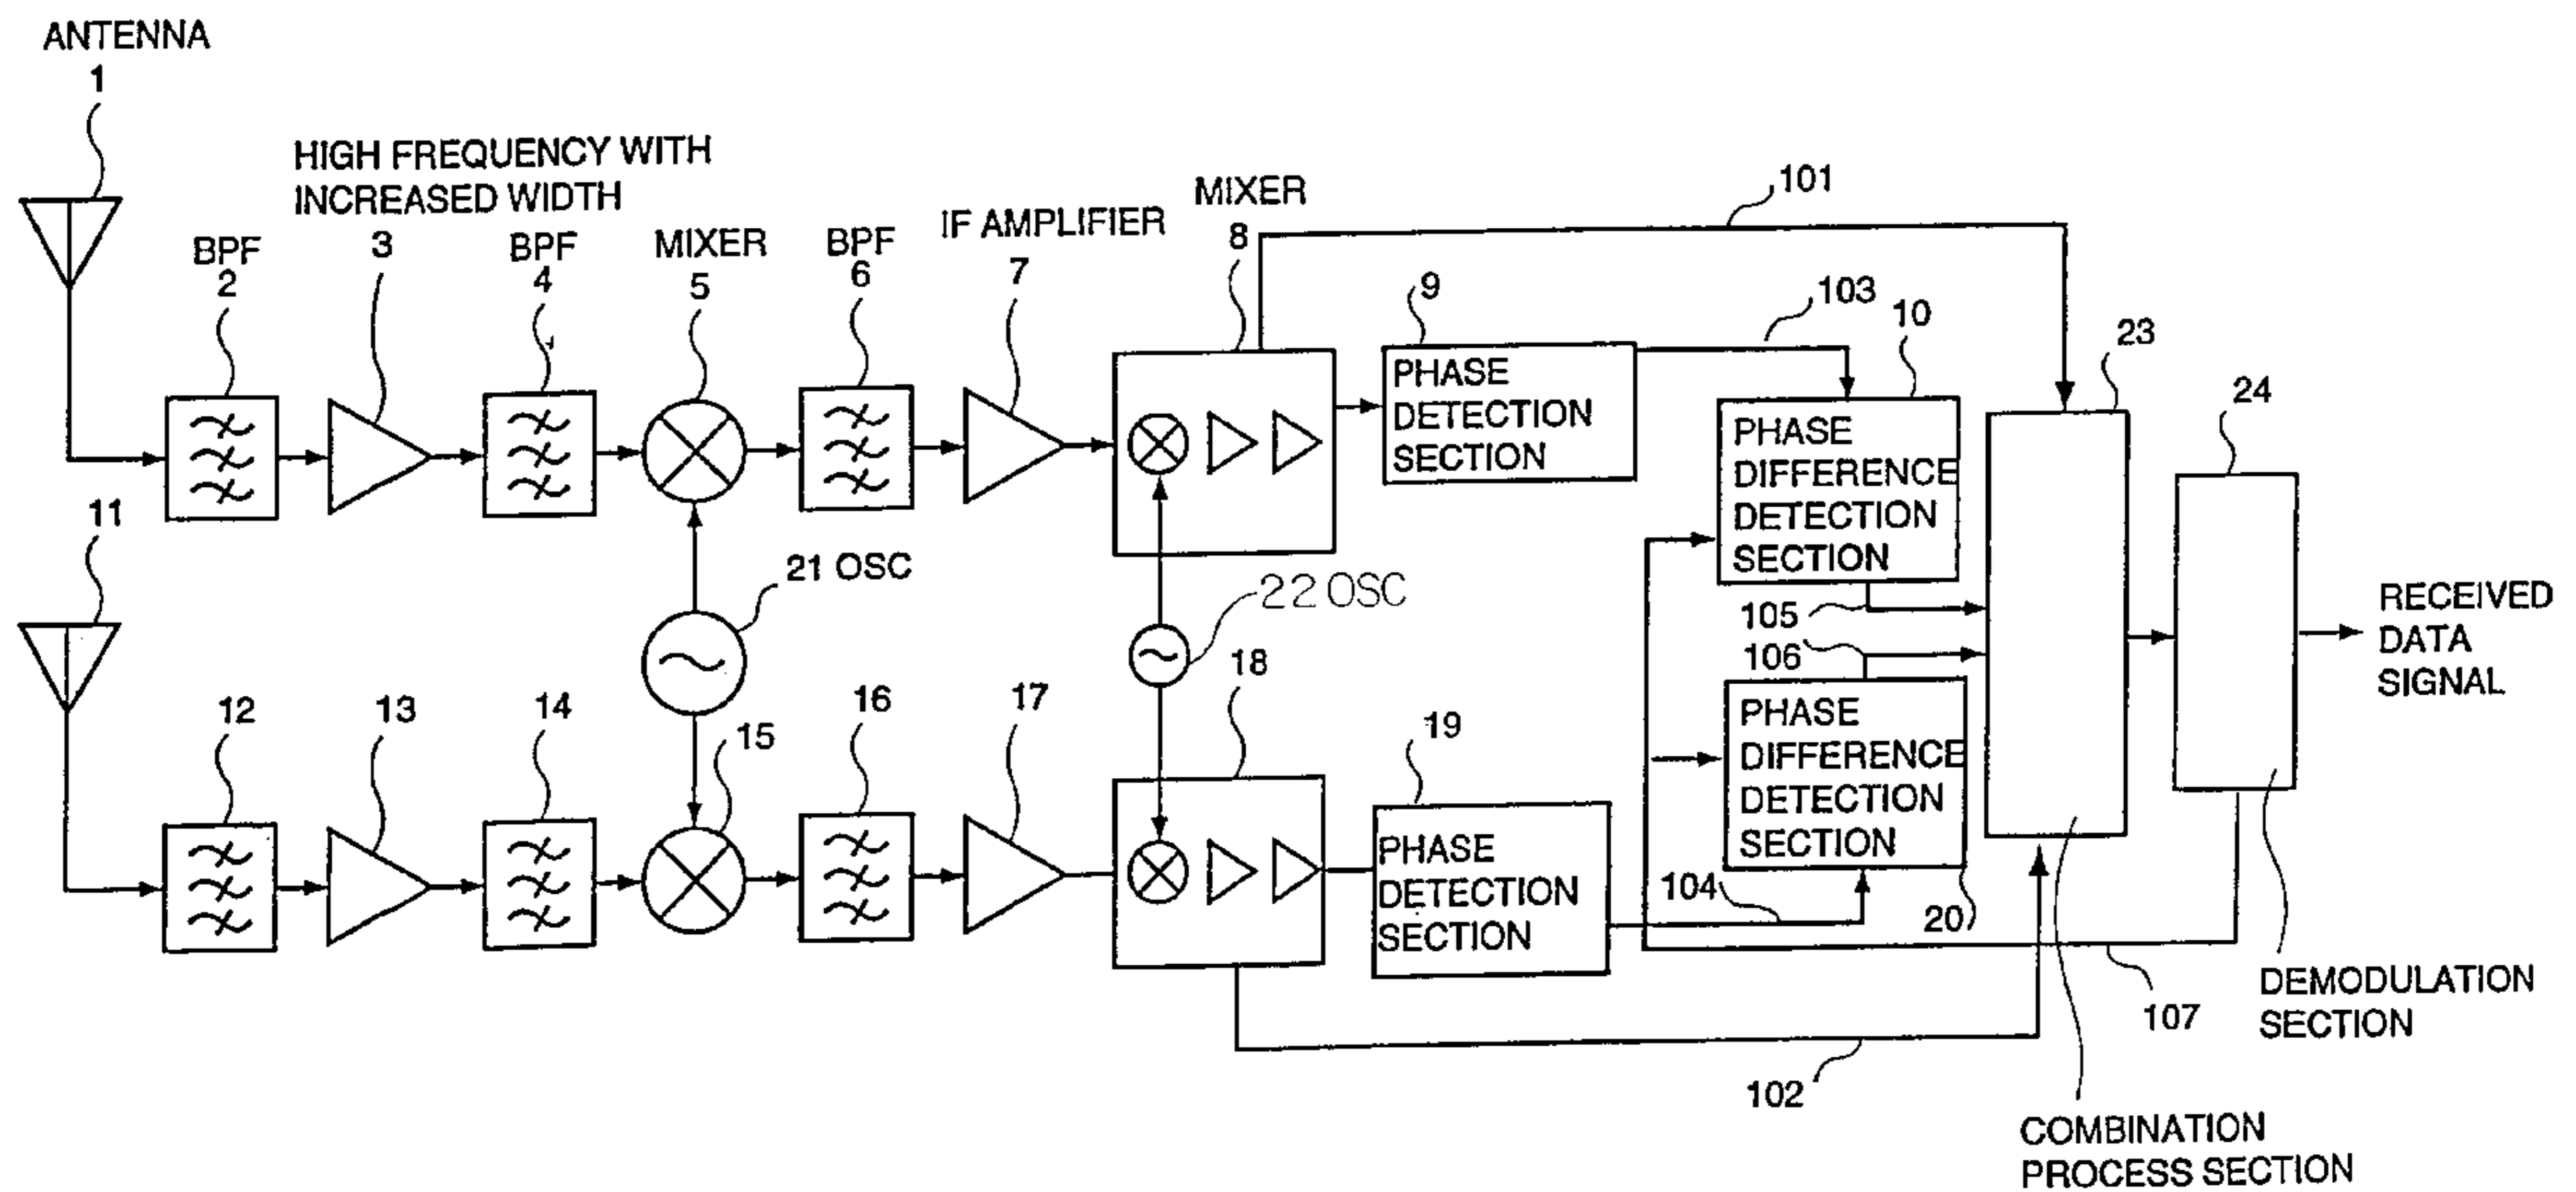 ANTENNA
1
HIGH FREQUENCY WITH
INCREASED WIDTH
3
BPF
2
BPF
4
MIXER
5
BPF
6
IF AMPLIFIER
7
MIXER
8
101
9
PHASE
DETECTION
SECTION
103
10
PHASE
DIFFERENCE
DETECTION
SECTION
23
24
11
21 OSC
22 OSC
105
106
RECEIVED
DATA
SIGNAL
12
13
14
15
16
17
18
19
PHASE
DETECTION
SECTION
PHASE
DIFFERENCE
DETECTION
SECTION
104
20
107
DEMODULATION
SECTION
102
COMBINATION
PROCESS SECTION